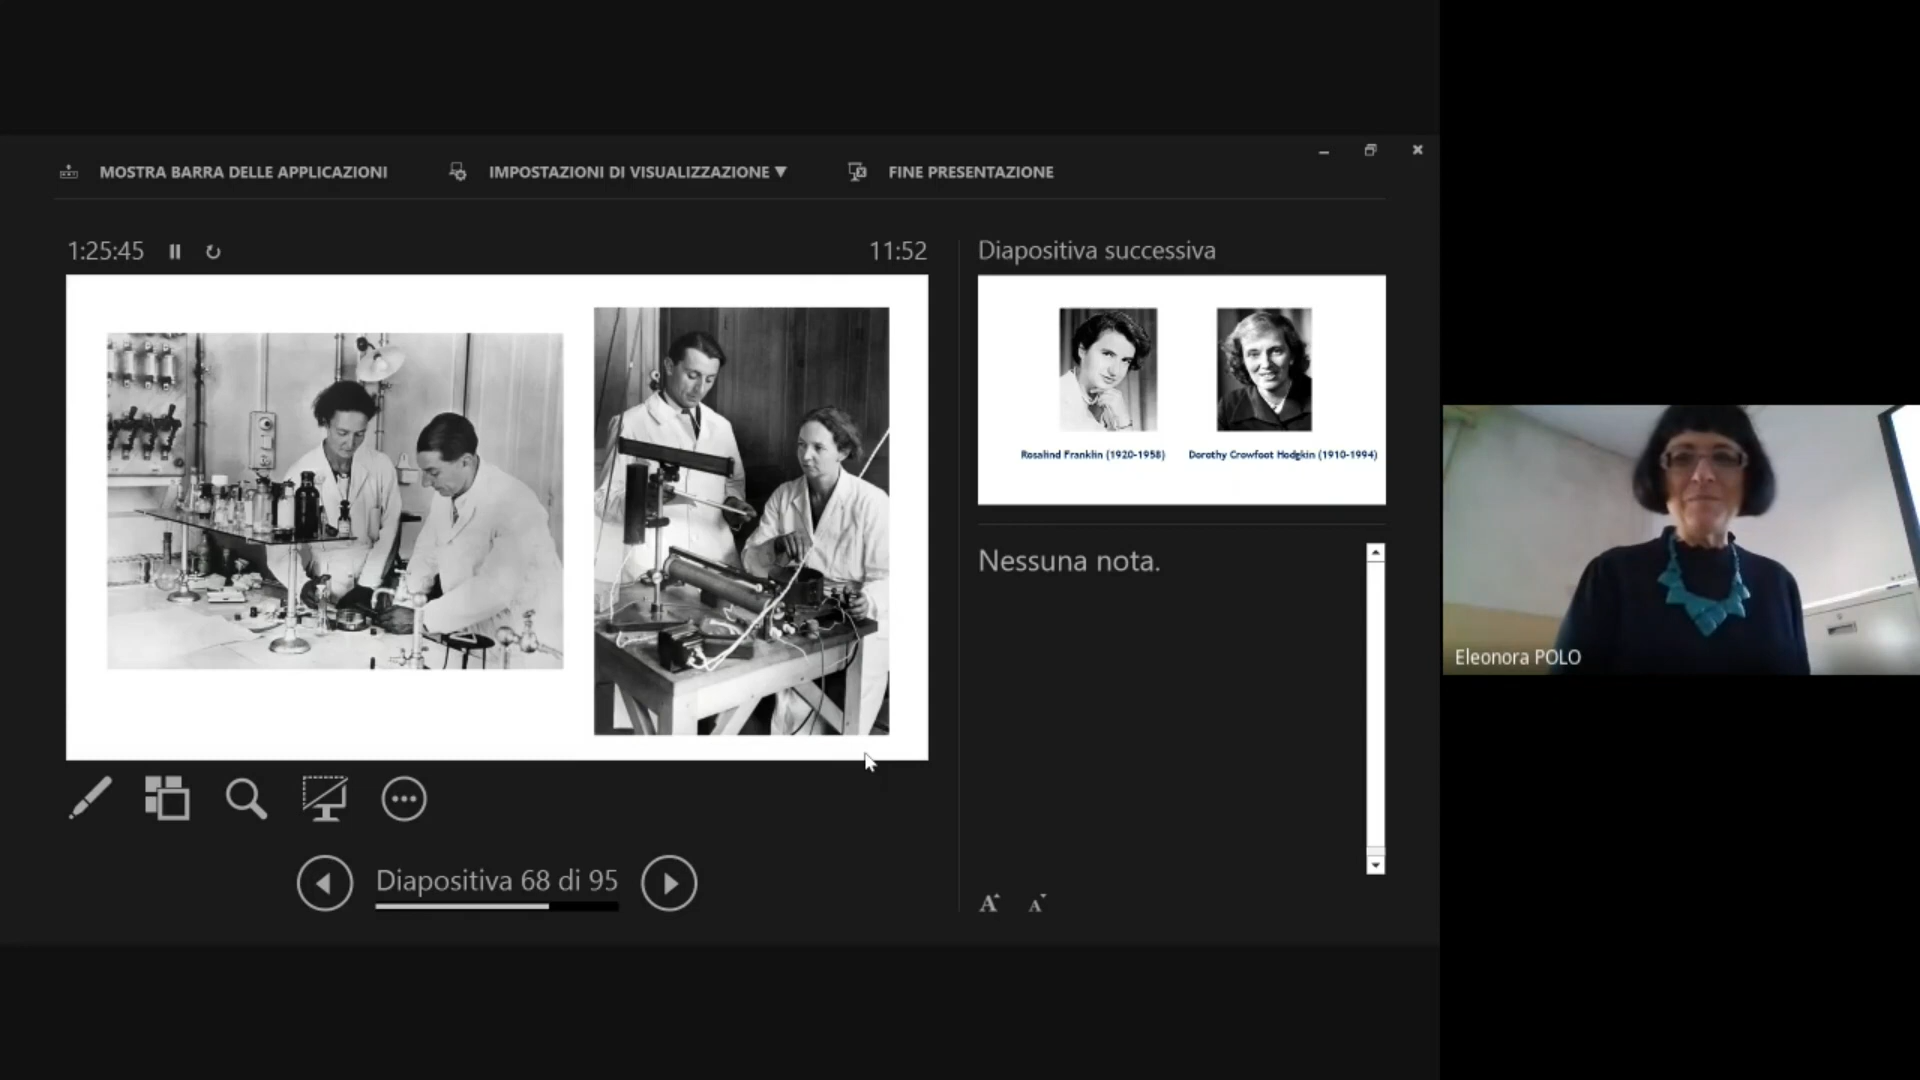 MOSTRA BARRA DELLE APPLICAZIONI
IMPOSTAZIONI DI VISUALIZZAZIONE ▼
FINE PRESENTAZIONE
1:25:45
11:52
Diapositiva successiva
Rosalind Franklin (1920-1958)
Dorothy Crowfoot Hodgkin (1910-1994)
Nessuna nota.
Eleonora POLO
Diapositiva 68 di 95
A A